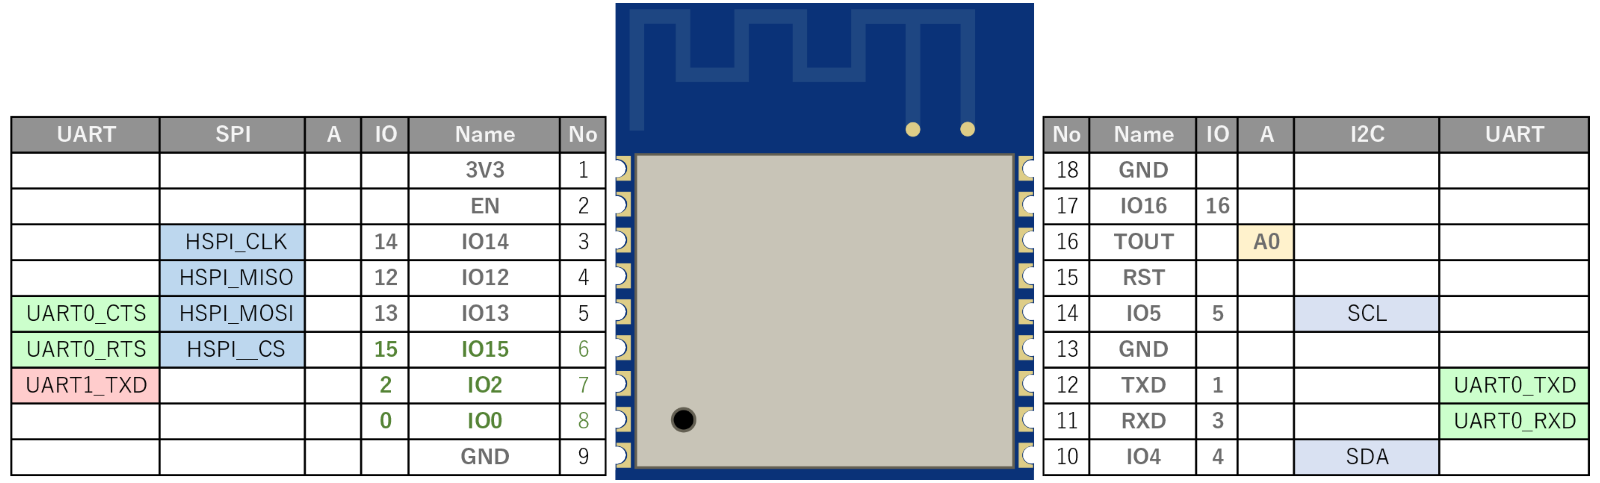 UART SPI A IO Name No
3V3 1
EN 2
HSPI_CLK 14 IO14 3
HSPI_MISO 12 IO12 4
UART0_CTS HSPI_MOSI 13 IO13 5
UART0_RTS HSPI__CS 15 IO15 6
UART1_TXD 2 IO2 7
0 IO0 8
GND 9
No Name IO A I2C UART
18 GND
17 IO16 16
16 TOUT A0
15 RST
14 IO5 5 SCL
13 GND
12 TXD 1 UART0_TXD
11 RXD 3 UART0_RXD
10 IO4 4 SDA